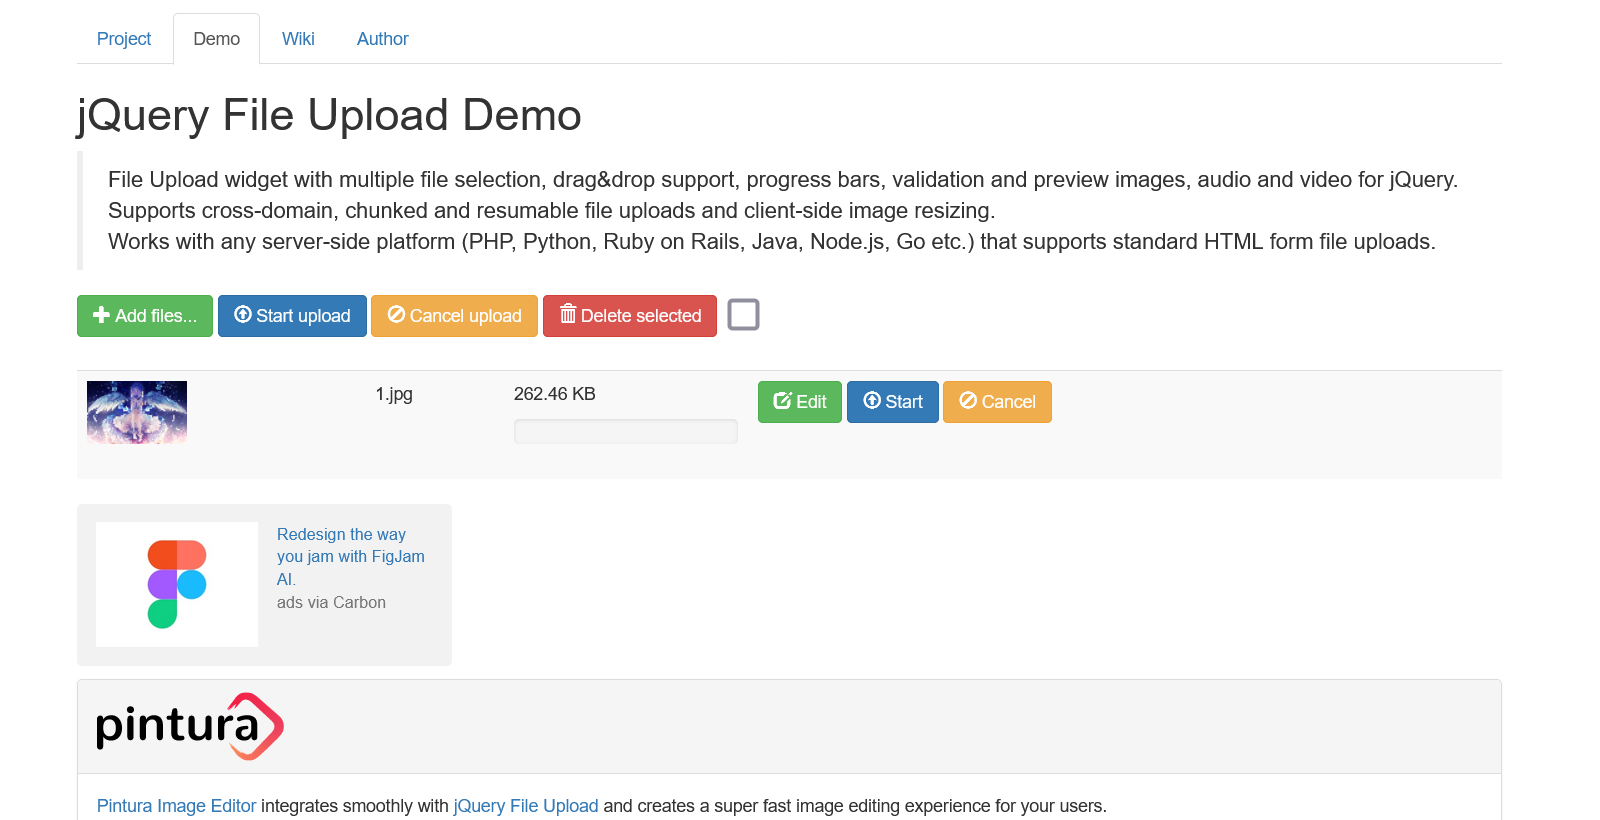 Project Demo Wiki Author
jQuery File Upload Demo
File Upload widget with multiple file selection, drag&drop support, progress bars, validation and preview images, audio and video for jQuery.
Supports cross-domain, chunked and resumable file uploads and client-side image resizing.
Works with any server-side platform (PHP, Python, Ruby on Rails, Java, Node.js, Go etc.) that supports standard HTML form file uploads.
Add files... Start upload Cancel upload Delete selected
1.jpg 262.46 KB Edit Start Cancel
Redesign the way
you jam with FigJam
AI.
ads via Carbon
pintura
Pintura Image Editor integrates smoothly with jQuery File Upload and creates a super fast image editing experience for your users.